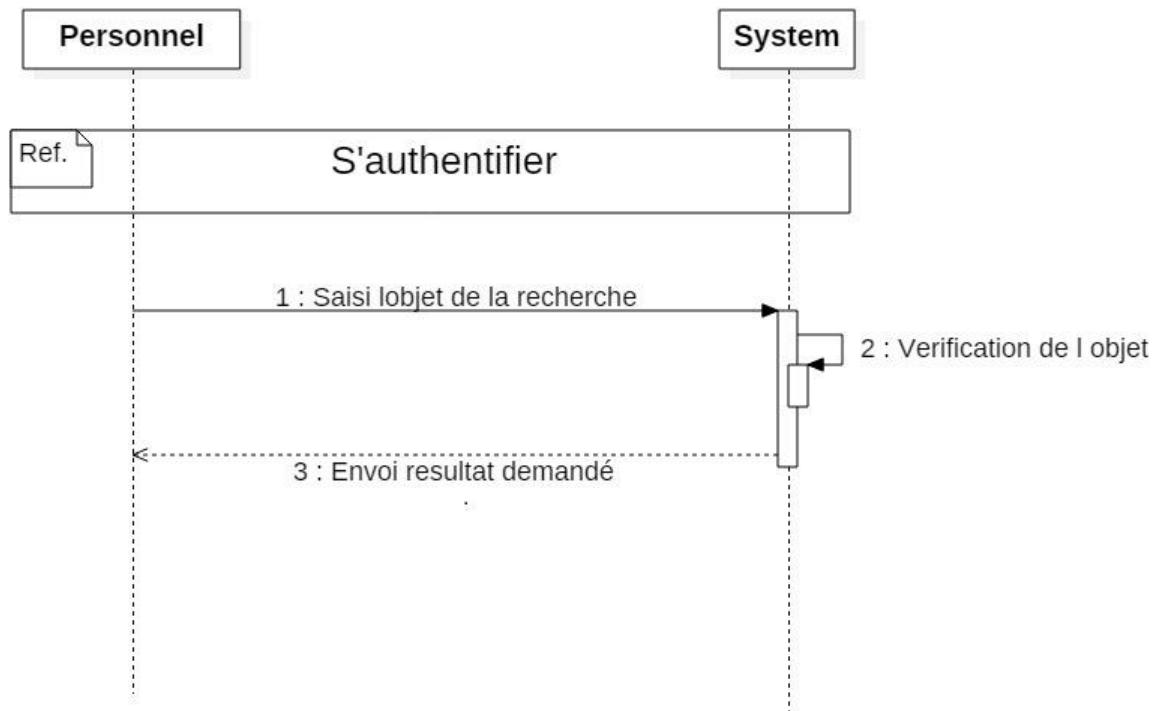 Personnel
System
Ref.
S'authentifier
1 : Saisi lobjet de la recherche
2 : Verification de l objet
3 : Envoi resultat demandé
.